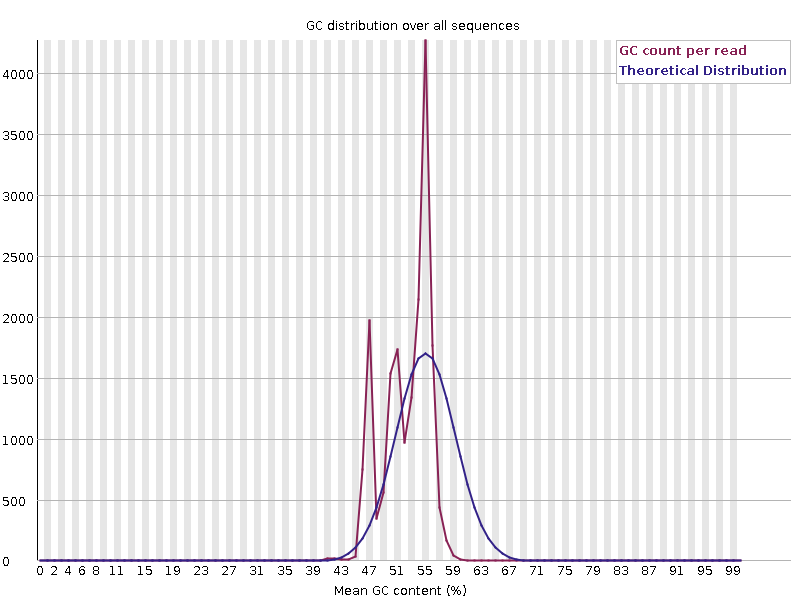 GC distribution over all sequences
GC count per read
Theoretical Distribution
4000
3500
3000
2500
2000
1500
1000
500
0
0 2 4 6 8 11 15 19 23 27 31 35 39 43 47 51 55 59 63 67 71 75 79 83 87 91 95 99
Mean GC content (%)